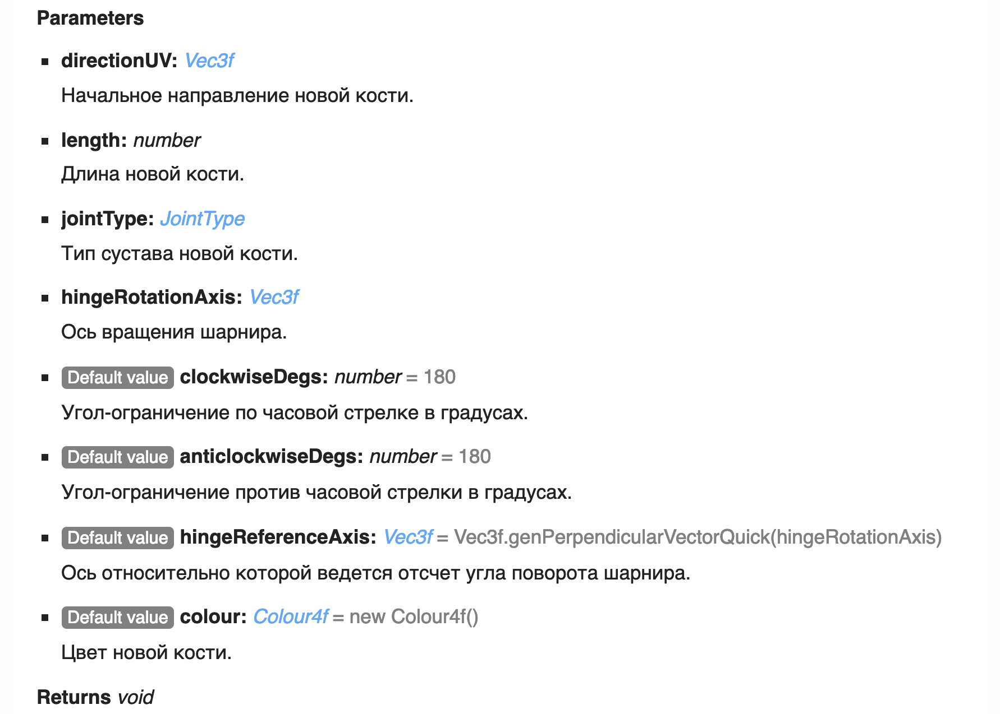 Parameters
directionUV: Vec3f
Начальное направление новой кости.
length: number
Длина новой кости.
jointType: JointType
Тип сустава новой кости.
hingeRotationAxis: Vec3f
Ось вращения шарнира.
Default value clockwiseDegs: number = 180
Угол-ограничение по часовой стрелке в градусах.
Default value anticlockwiseDegs: number = 180
Угол-ограничение против часовой стрелки в градусах.
Default value hingeReferenceAxis: Vec3f = Vec3f.genPerpendicularVectorQuick(hingeRotationAxis)
Ось относительно которой ведется отсчет угла поворота шарнира.
Default value colour: Colour4f = new Colour4f()
Цвет новой кости.
Returns void